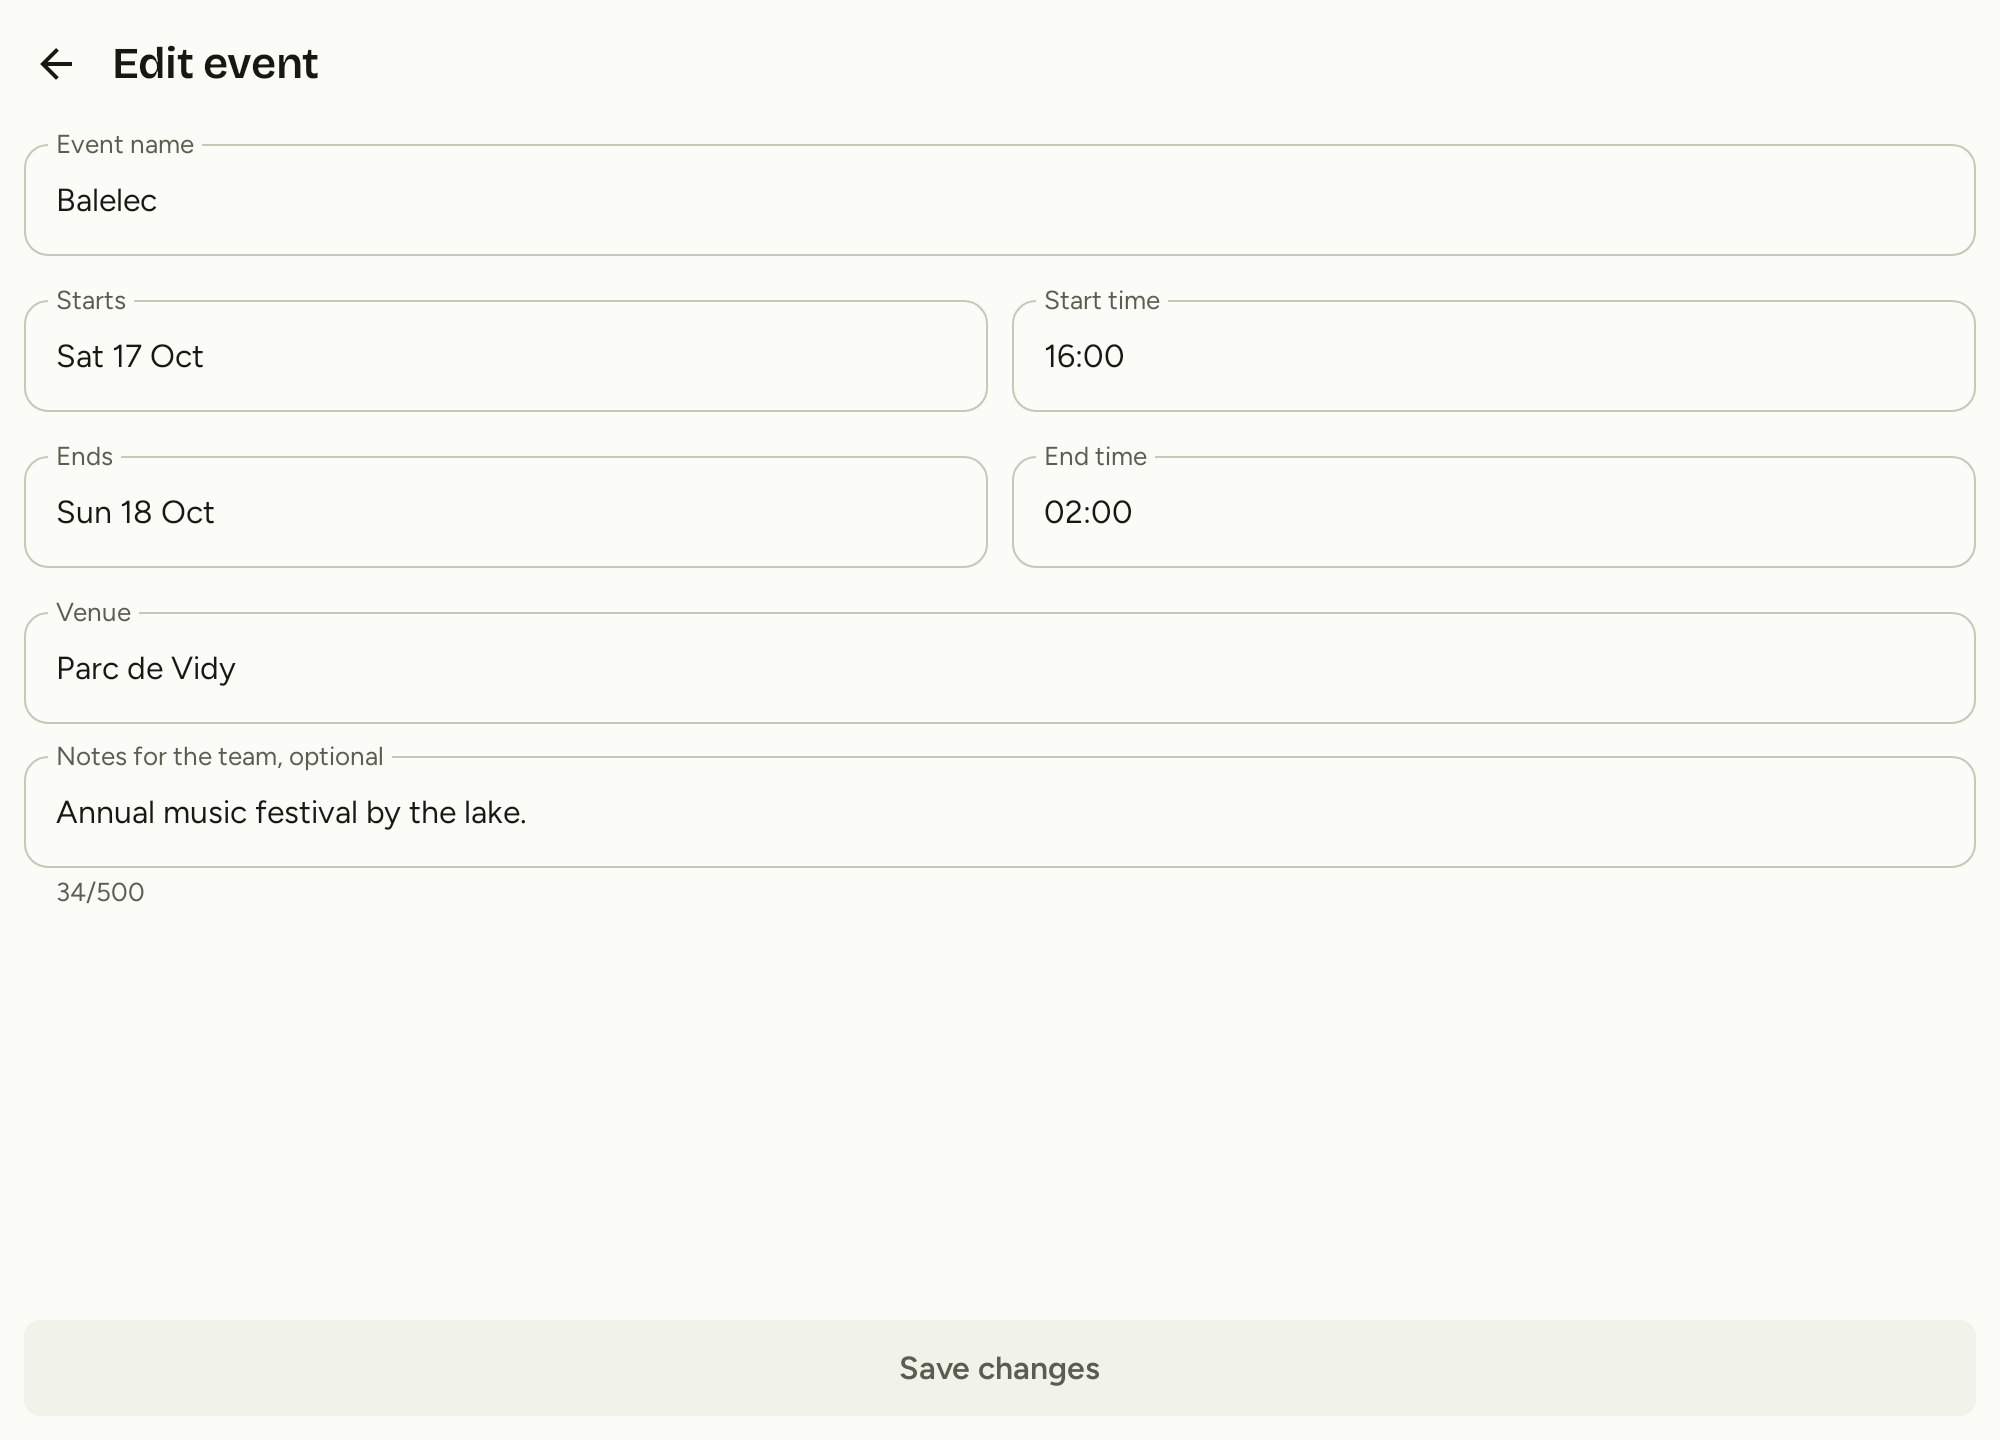 Edit event
Event name
Balelec
Starts
Sat 17 Oct
Start time
16:00
Ends
Sun 18 Oct
End time
02:00
Venue
Parc de Vidy
Notes for the team, optional
Annual music festival by the lake.
34/500
Save changes